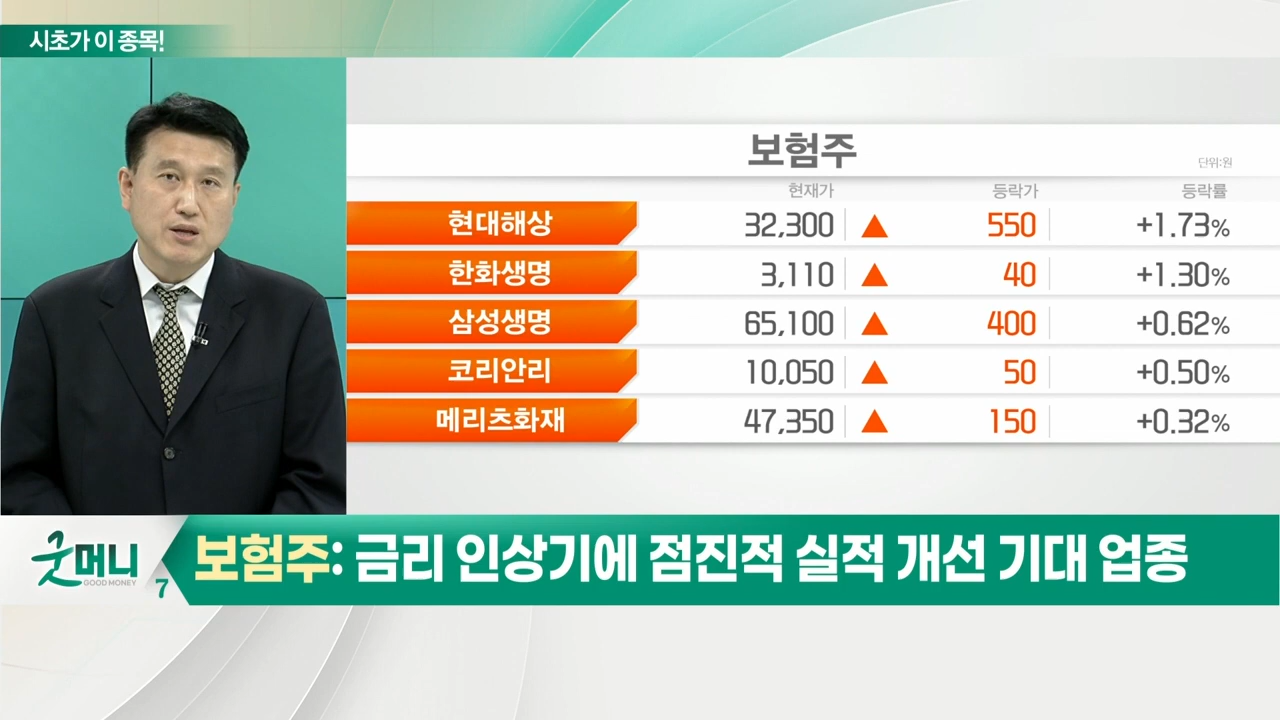 시초가 이 종목!
보험주
단위:원
현재가 등락가 등락률
현대해상 32,300 ▲ 550 +1.73%
한화생명 3,110 ▲ 40 +1.30%
삼성생명 65,100 ▲ 400 +0.62%
코리안리 10,050 ▲ 50 +0.50%
메리츠화재 47,350 ▲ 150 +0.32%
굿머니
GOOD MONEY
7
보험주: 금리 인상기에 점진적 실적 개선 기대 업종